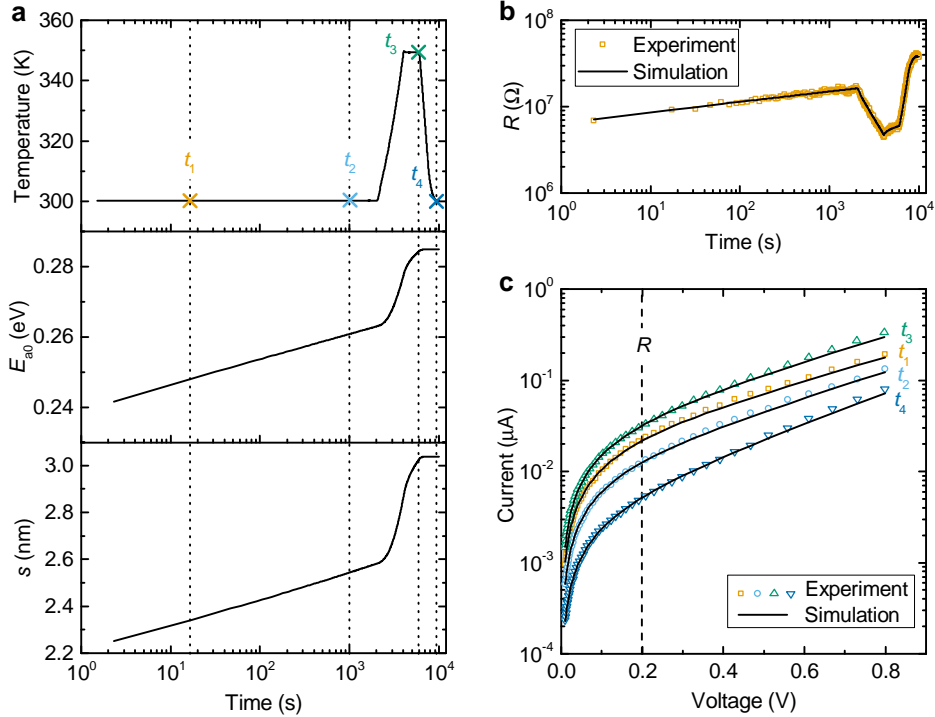 a
Temperature (K)
350
325
300
t1
t2
t3
t4
Ea0 (eV)
0.28
0.26
0.24
s (nm)
3.0
2.8
2.6
2.4
2.2
10^0 10^1 10^2 10^3 10^4
Time (s)
b
R (Ω)
10^8
10^7
10^6
Experiment
Simulation
10^0 10^1 10^2 10^3 10^4
Time (s)
c
Current (µA)
10^0
10^-1
10^-2
10^-3
10^-4
R
t3
t1
t2
t4
Experiment
Simulation
0.0 0.2 0.4 0.6 0.8
Voltage (V)